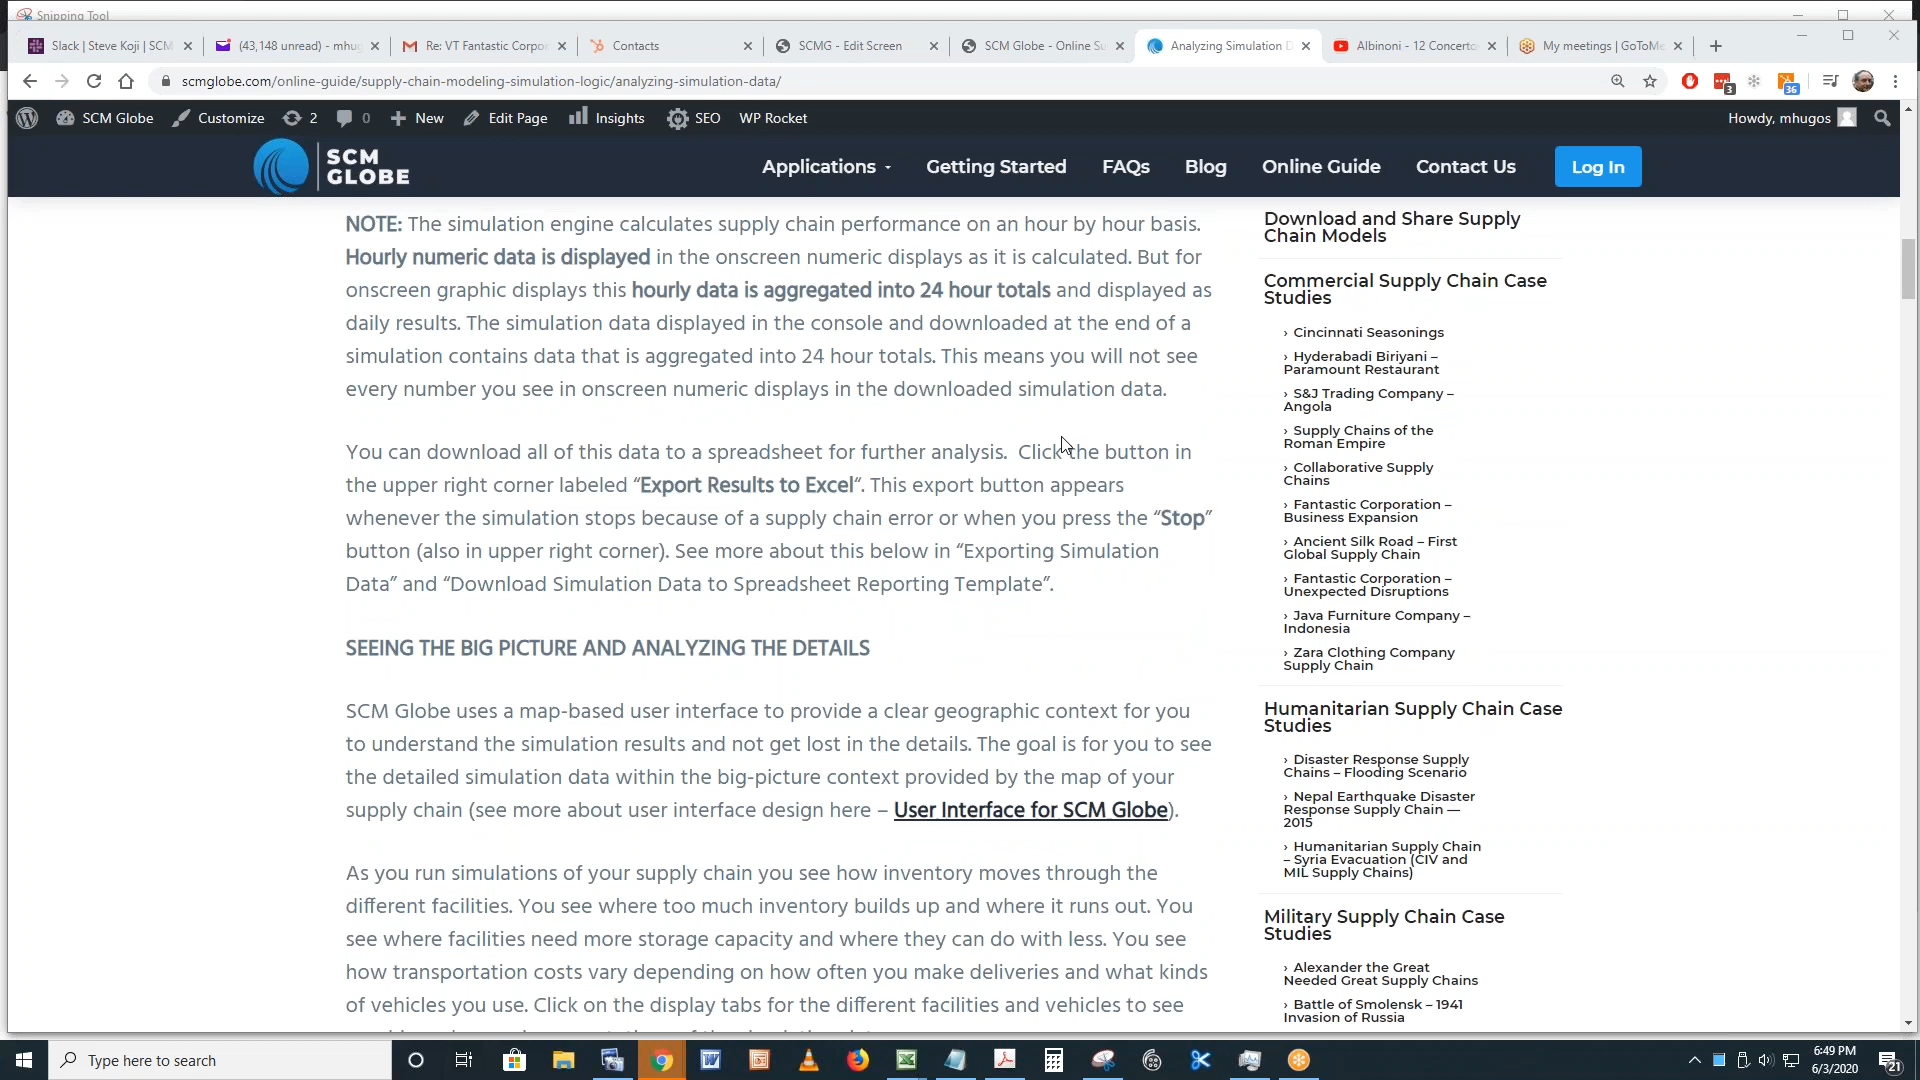 Snipping Tool
Slack | Steve Koji | SCM
(43,148 unread) - mhug
Re: VT Fantastic Corpo
Contacts
SCMG - Edit Screen
SCM Globe - Online Su
Analyzing Simulation D
Albinoni - 12 Concerto
My meetings | GoToMe
scmglobe.com/online-guide/supply-chain-modeling-simulation-logic/analyzing-simulation-data/
3
36
SCM Globe
Customize
2
0
New
Edit Page
Insights
SEO
WP Rocket
Howdy, mhugos
SCM
GLOBE
Applications
Getting Started
FAQs
Blog
Online Guide
Contact Us
Log In
NOTE: The simulation engine calculates supply chain performance on an hour by hour basis.
Hourly numeric data is displayed in the onscreen numeric displays as it is calculated. But for
onscreen graphic displays this hourly data is aggregated into 24 hour totals and displayed as
daily results. The simulation data displayed in the console and downloaded at the end of a
simulation contains data that is aggregated into 24 hour totals. This means you will not see
every number you see in onscreen numeric displays in the downloaded simulation data.
You can download all of this data to a spreadsheet for further analysis.  Click the button in
the upper right corner labeled “Export Results to Excel“. This export button appears
whenever the simulation stops because of a supply chain error or when you press the “Stop”
button (also in upper right corner). See more about this below in “Exporting Simulation
Data” and “Download Simulation Data to Spreadsheet Reporting Template”.
SEEING THE BIG PICTURE AND ANALYZING THE DETAILS
SCM Globe uses a map-based user interface to provide a clear geographic context for you
to understand the simulation results and not get lost in the details. The goal is for you to see
the detailed simulation data within the big-picture context provided by the map of your
supply chain (see more about user interface design here – User Interface for SCM Globe).
As you run simulations of your supply chain you see how inventory moves through the
different facilities. You see where too much inventory builds up and where it runs out. You
see where facilities need more storage capacity and where they can do with less. You see
how transportation costs vary depending on how often you make deliveries and what kinds
of vehicles you use. Click on the display tabs for the different facilities and vehicles to see
Download and Share Supply
Chain Models
Commercial Supply Chain Case
Studies
› Cincinnati Seasonings
› Hyderabadi Biriyani –
Paramount Restaurant
› S&J Trading Company –
Angola
› Supply Chains of the
Roman Empire
› Collaborative Supply
Chains
› Fantastic Corporation –
Business Expansion
› Ancient Silk Road – First
Global Supply Chain
› Fantastic Corporation –
Unexpected Disruptions
› Java Furniture Company –
Indonesia
› Zara Clothing Company
Supply Chain
Humanitarian Supply Chain Case
Studies
› Disaster Response Supply
Chains – Flooding Scenario
› Nepal Earthquake Disaster
Response Supply Chain —
2015
› Humanitarian Supply Chain
– Syria Evacuation (CIV and
MIL Supply Chains)
Military Supply Chain Case
Studies
› Alexander the Great
Needed Great Supply Chains
› Battle of Smolensk – 1941
Invasion of Russia
Type here to search
6:49 PM
6/3/2020
21